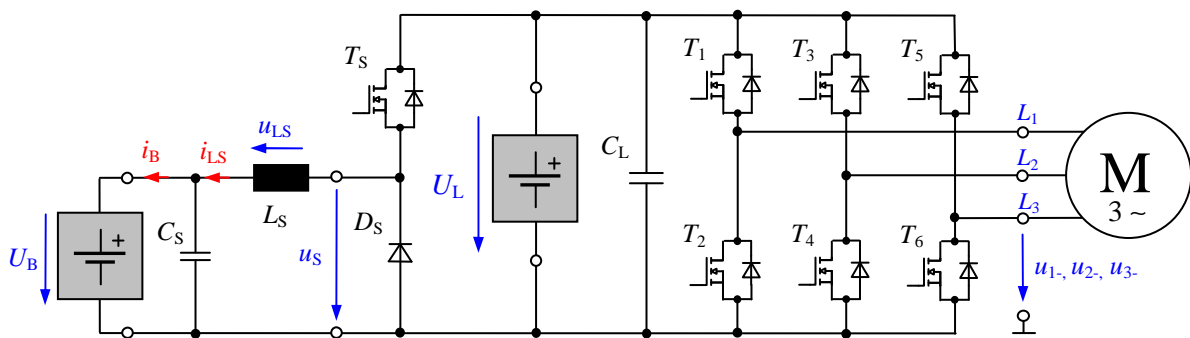 T_S
T_1
T_3
T_5
u_LS
i_B
i_LS
U_L
C_L
L_1
L_2
L_3
M
3 ~
+
+
L_S
D_S
C_S
U_B
u_S
T_2
T_4
T_6
u_1-, u_2-, u_3-